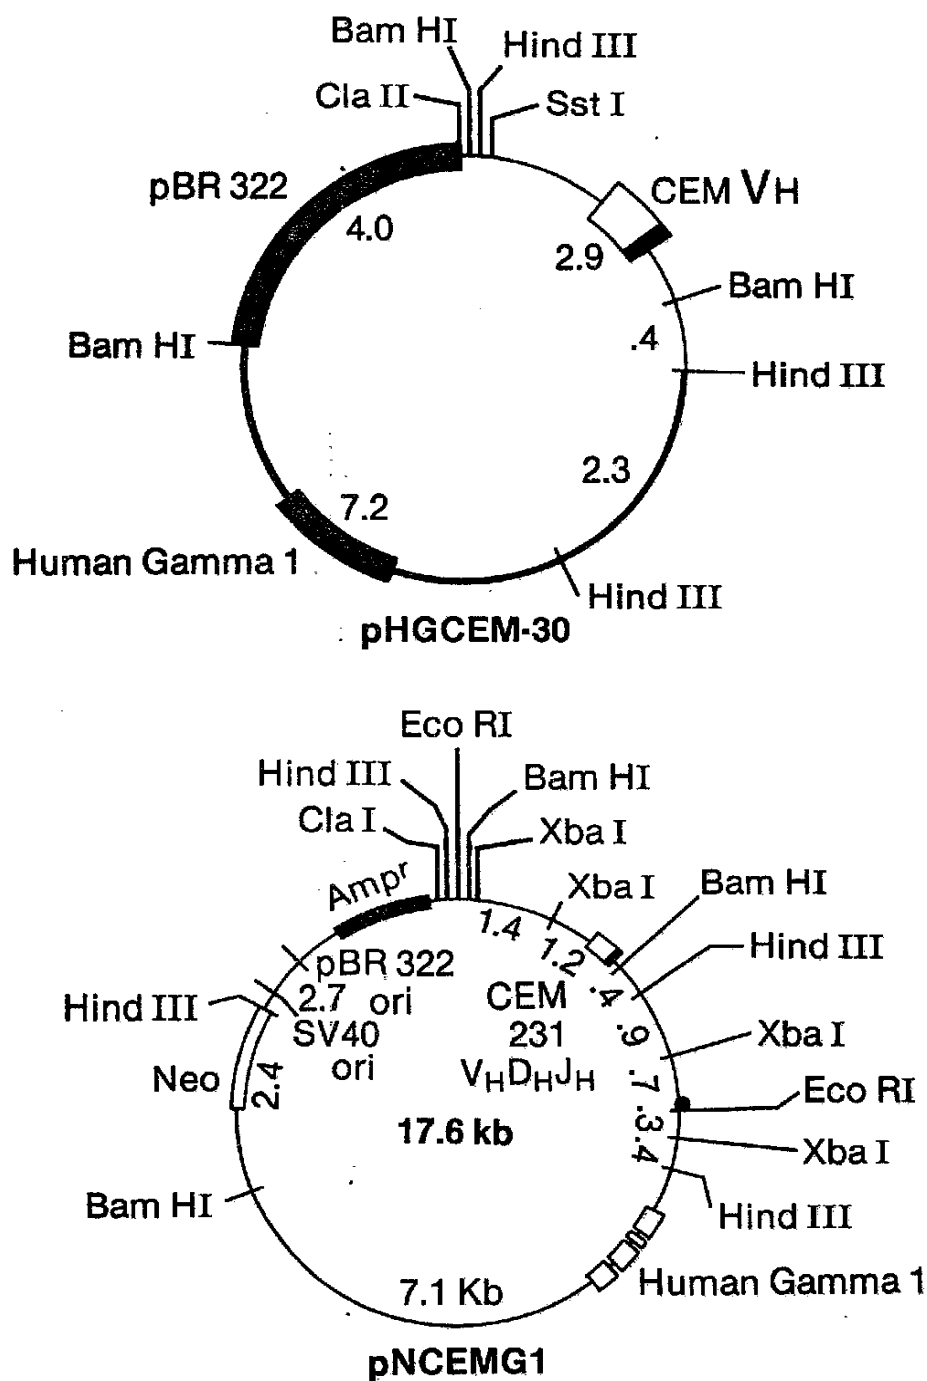 Bam HI
Hind III
Cla II
Sst I
pBR 322
CEM VH
4.0
2.9
Bam HI
Bam HI
.4
Hind III
2.3
7.2
Human Gamma 1
Hind III
pHGCEM-30
Eco RI
Hind III
Bam HI
Cla I
Xba I
Ampr
Xba I
Bam HI
1.4
1.2
Hind III
pBR 322
ori
CEM
.4
Hind III
2.7
SV40
ori
231
.9
Xba I
Neo
2.4
VHDHJH
.7
Eco RI
17.6 kb
.3
Xba I
.4
Bam HI
Hind III
7.1 Kb
Human Gamma 1
pNCEMG1